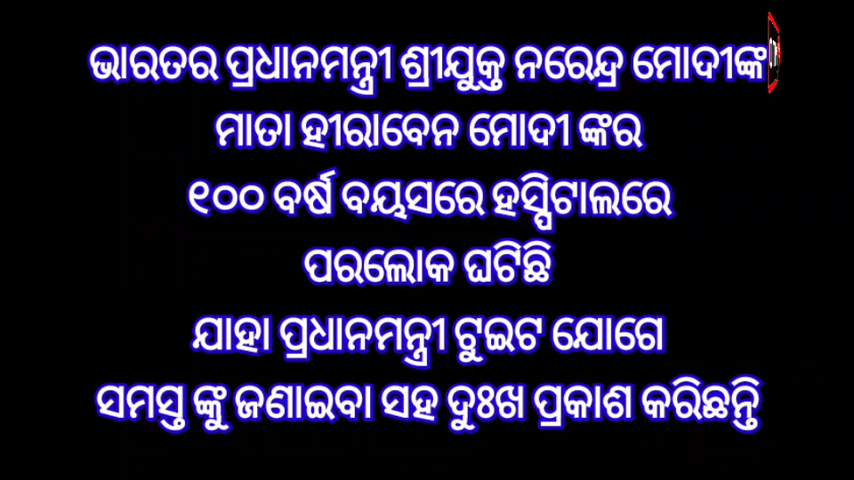 ଭାରତର ପ୍ରଧାନମନ୍ତ୍ରୀ ଶ୍ରୀଯୁକ୍ତ ନରେନ୍ଦ୍ର ମୋଦୀଙ୍କ
ମାତା ହୀରାବେନ ମୋଦୀ ଙ୍କର
୧୦୦ ବର୍ଷ ବୟସରେ ହସ୍ପିଟାଲରେ
ପରଲୋକ ଘଟିଛି
ଯାହା ପ୍ରଧାନମନ୍ତ୍ରୀ ଟୁଇଟ ଯୋଗେ
ସମସ୍ତ ଙ୍କୁ ଜଣାଇବା ସହ ଦୁଃଖ ପ୍ରକାଶ କରିଛନ୍ତି